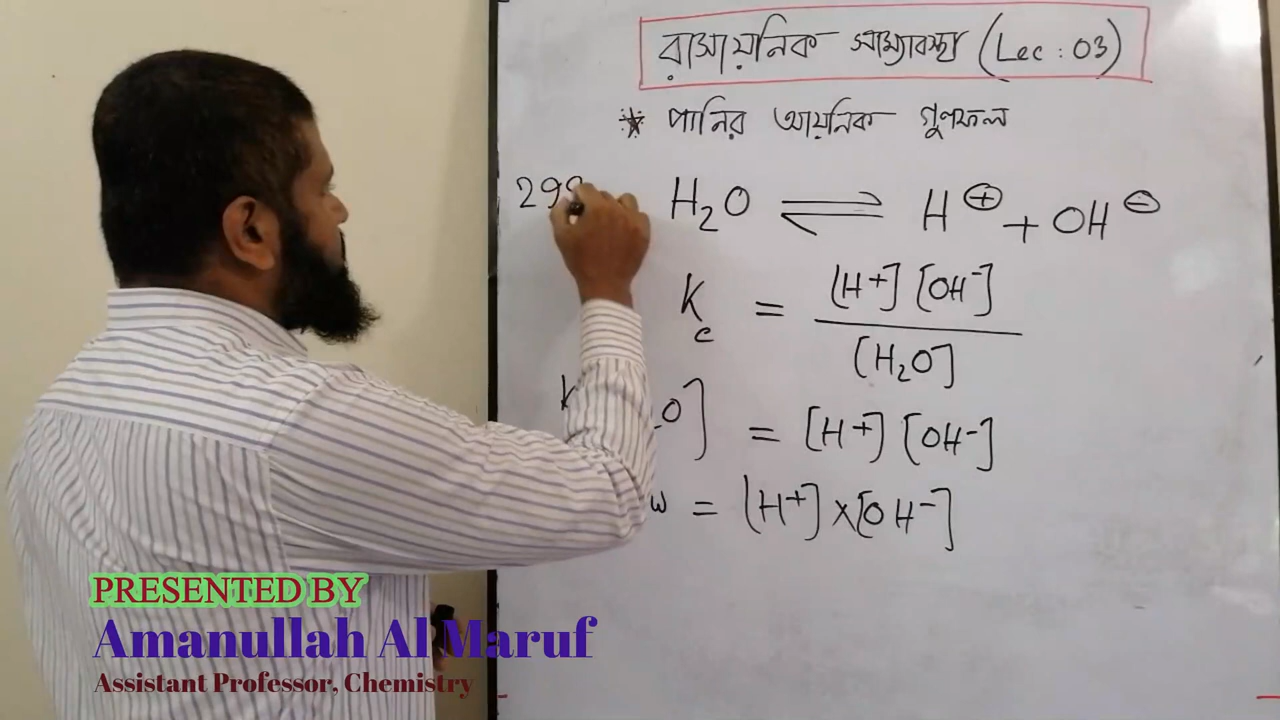 রাসায়নিক সাম্যাবস্থা (Lec : 03)
* পানির আয়নিক গুণফল
H₂O ⇌ H⊕ + OH⊖
K_c = [H+] [OH-] / [H₂O]
O] = [H+] [OH-]
w = [H+] × [OH-]
PRESENTED BY
Amanullah Al Maruf
Assistant Professor, Chemistry